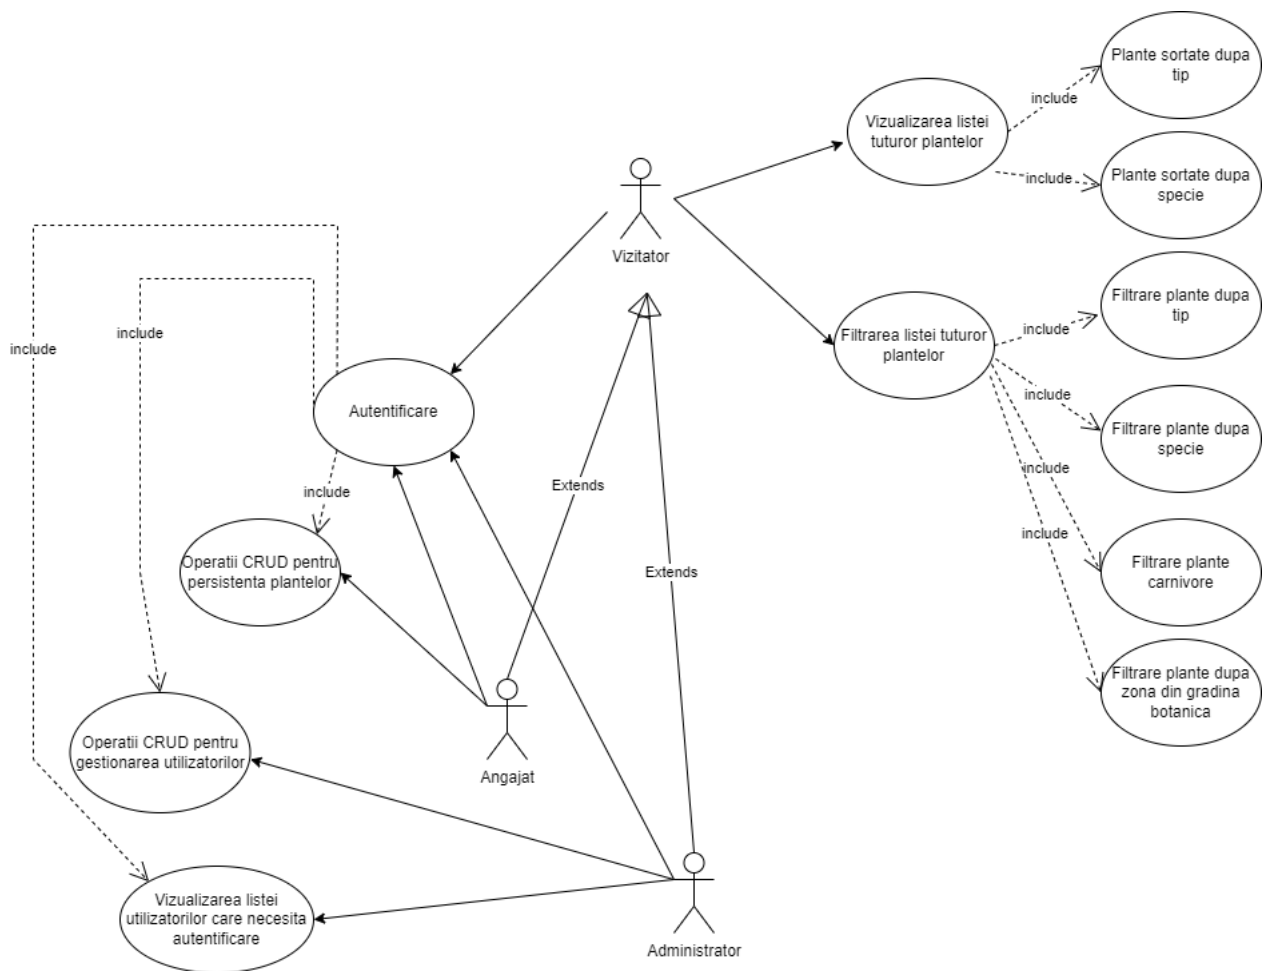 Plante sortate dupa
tip
include
Vizualizarea listei
tuturor plantelor
include
Plante sortate dupa
specie
Vizitator
Filtrare plante dupa
tip
include
Filtrarea listei tuturor
plantelor
include
include
include
Autentificare
include
Filtrare plante dupa
specie
include
include
Extends
include
Operatii CRUD pentru
persistenta plantelor
Extends
Filtrare plante
carnivore
include
Filtrare plante dupa
zona din gradina
botanica
Operatii CRUD pentru
gestionarea utilizatorilor
Angajat
Vizualizarea listei
utilizatorilor care necesita
autentificare
Administrator